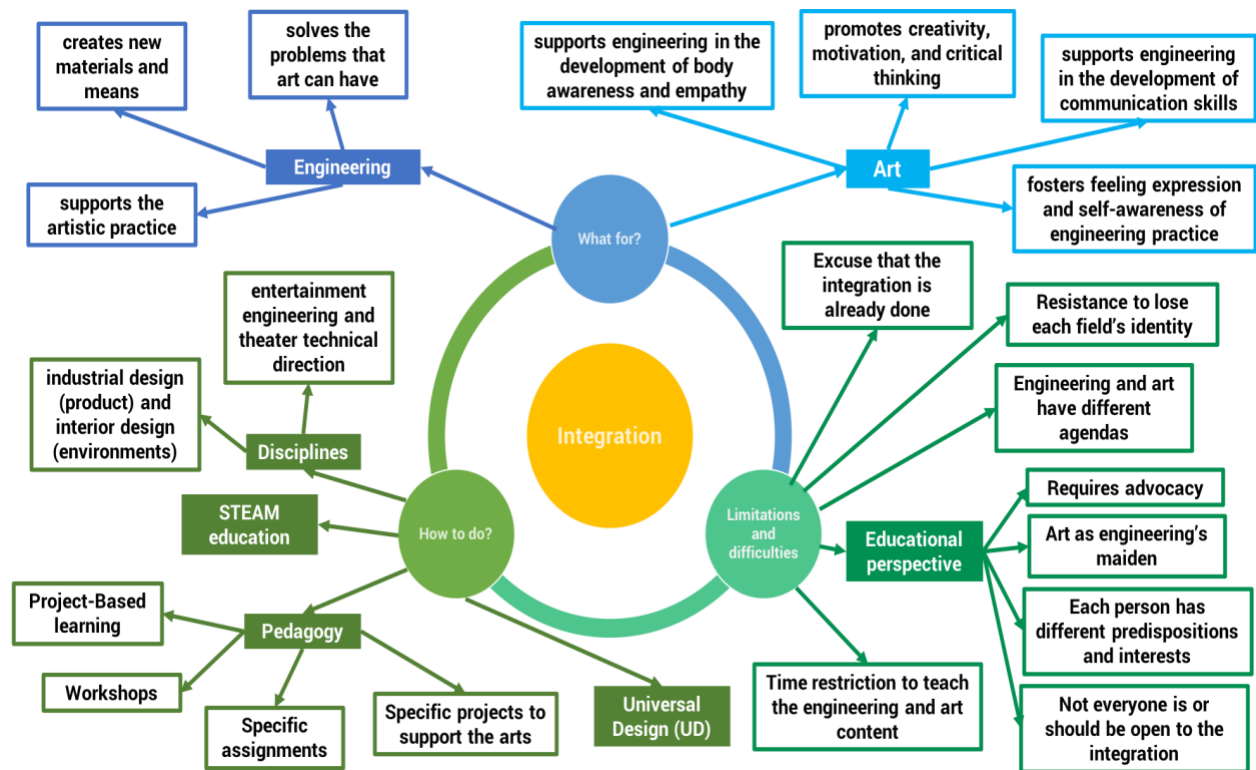 creates new
materials and
means
solves the
problems that
art can have
supports the
artistic practice
Engineering
supports engineering in the
development of body
awareness and empathy
promotes creativity,
motivation, and critical
thinking
supports engineering
in the development of
communication skills
Art
fosters feeling expression
and self-awareness of
engineering practice
What for?
Integration
entertainment
engineering and
theater technical
direction
industrial design
(product) and
interior design
(environments)
Disciplines
STEAM
education
How to do?
Project-Based
learning
Pedagogy
Workshops
Specific
assignments
Specific projects to
support the arts
Universal
Design (UD)
Excuse that the
integration is
already done
Resistance to lose
each field's identity
Engineering and art
have different
agendas
Limitations
and
difficulties
Educational
perspective
Requires advocacy
Art as engineering's
maiden
Each person has
different predispositions
and interests
Not everyone is or
should be open to the
integration
Time restriction to teach
the engineering and art
content